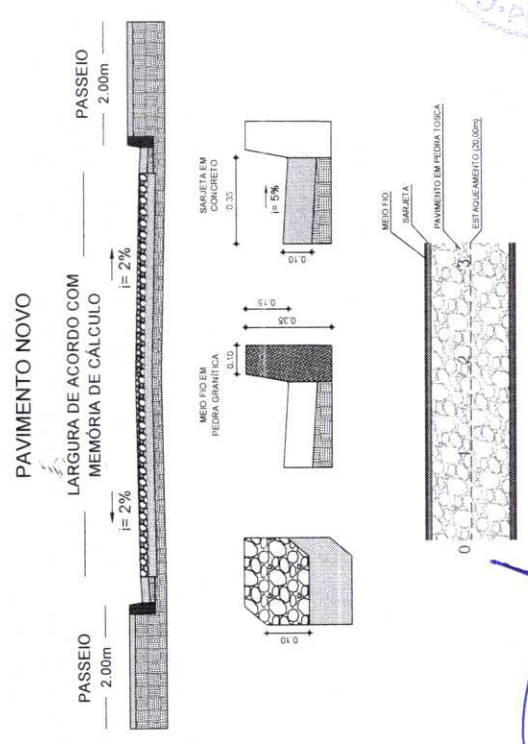 PAVIMENTO NOVO
LARGURA DE ACORDO COM
MEMÓRIA DE CÁLCULO
PASSEIO
2.00m
i= 2%
i= 2%
PASSEIO
2.00m
0.10
MEIO FIO EM
PEDRA GRANÍTICA
0.10
0.15
0.35
SARJETA EM
CONCRETO
0.35
i= 5%
0.10
MEIO FIO
SARJETA
PAVIMENTO EM PEDRA TOSCA
ESTAQUEAMENTO (20,00m)
0 1 2 3